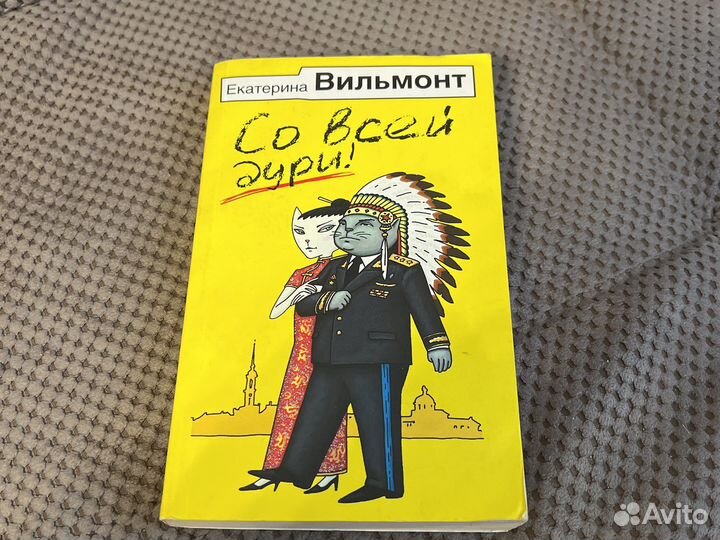 Екатерина Вильмонт
Со всей
дури!
Avito